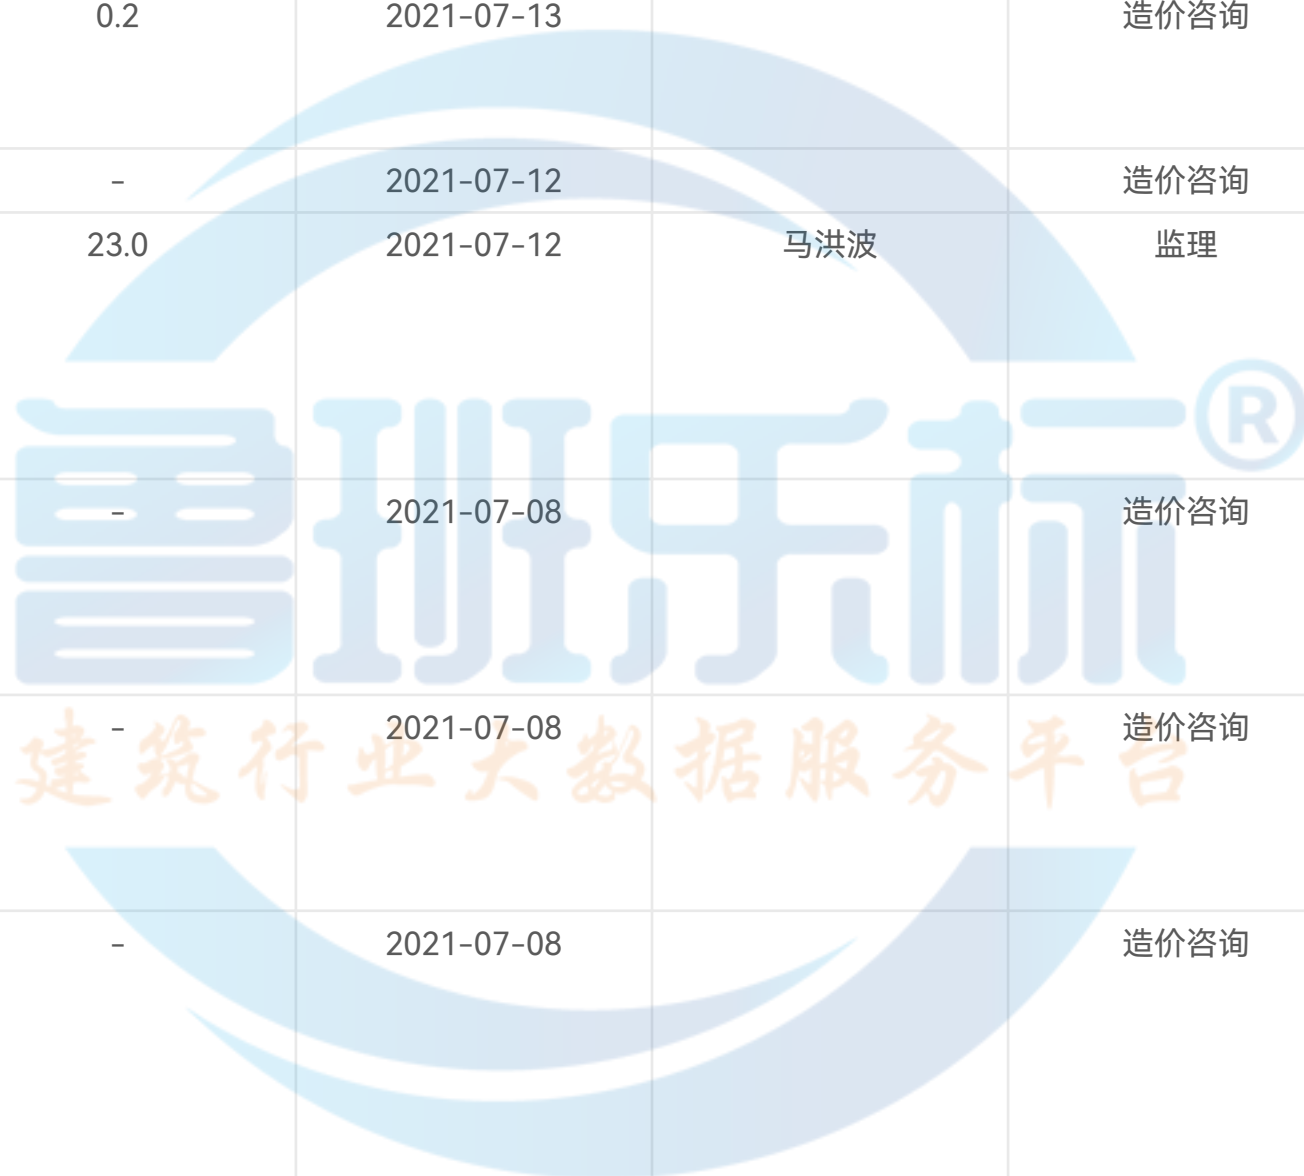 0.2 2021-07-13 造价咨询
- 2021-07-12 造价咨询
23.0 2021-07-12 马洪波 监理
鲁班乐标®
- 2021-07-08 造价咨询
- 2021-07-08 造价咨询
建筑行业大数据服务平台
- 2021-07-08 造价咨询